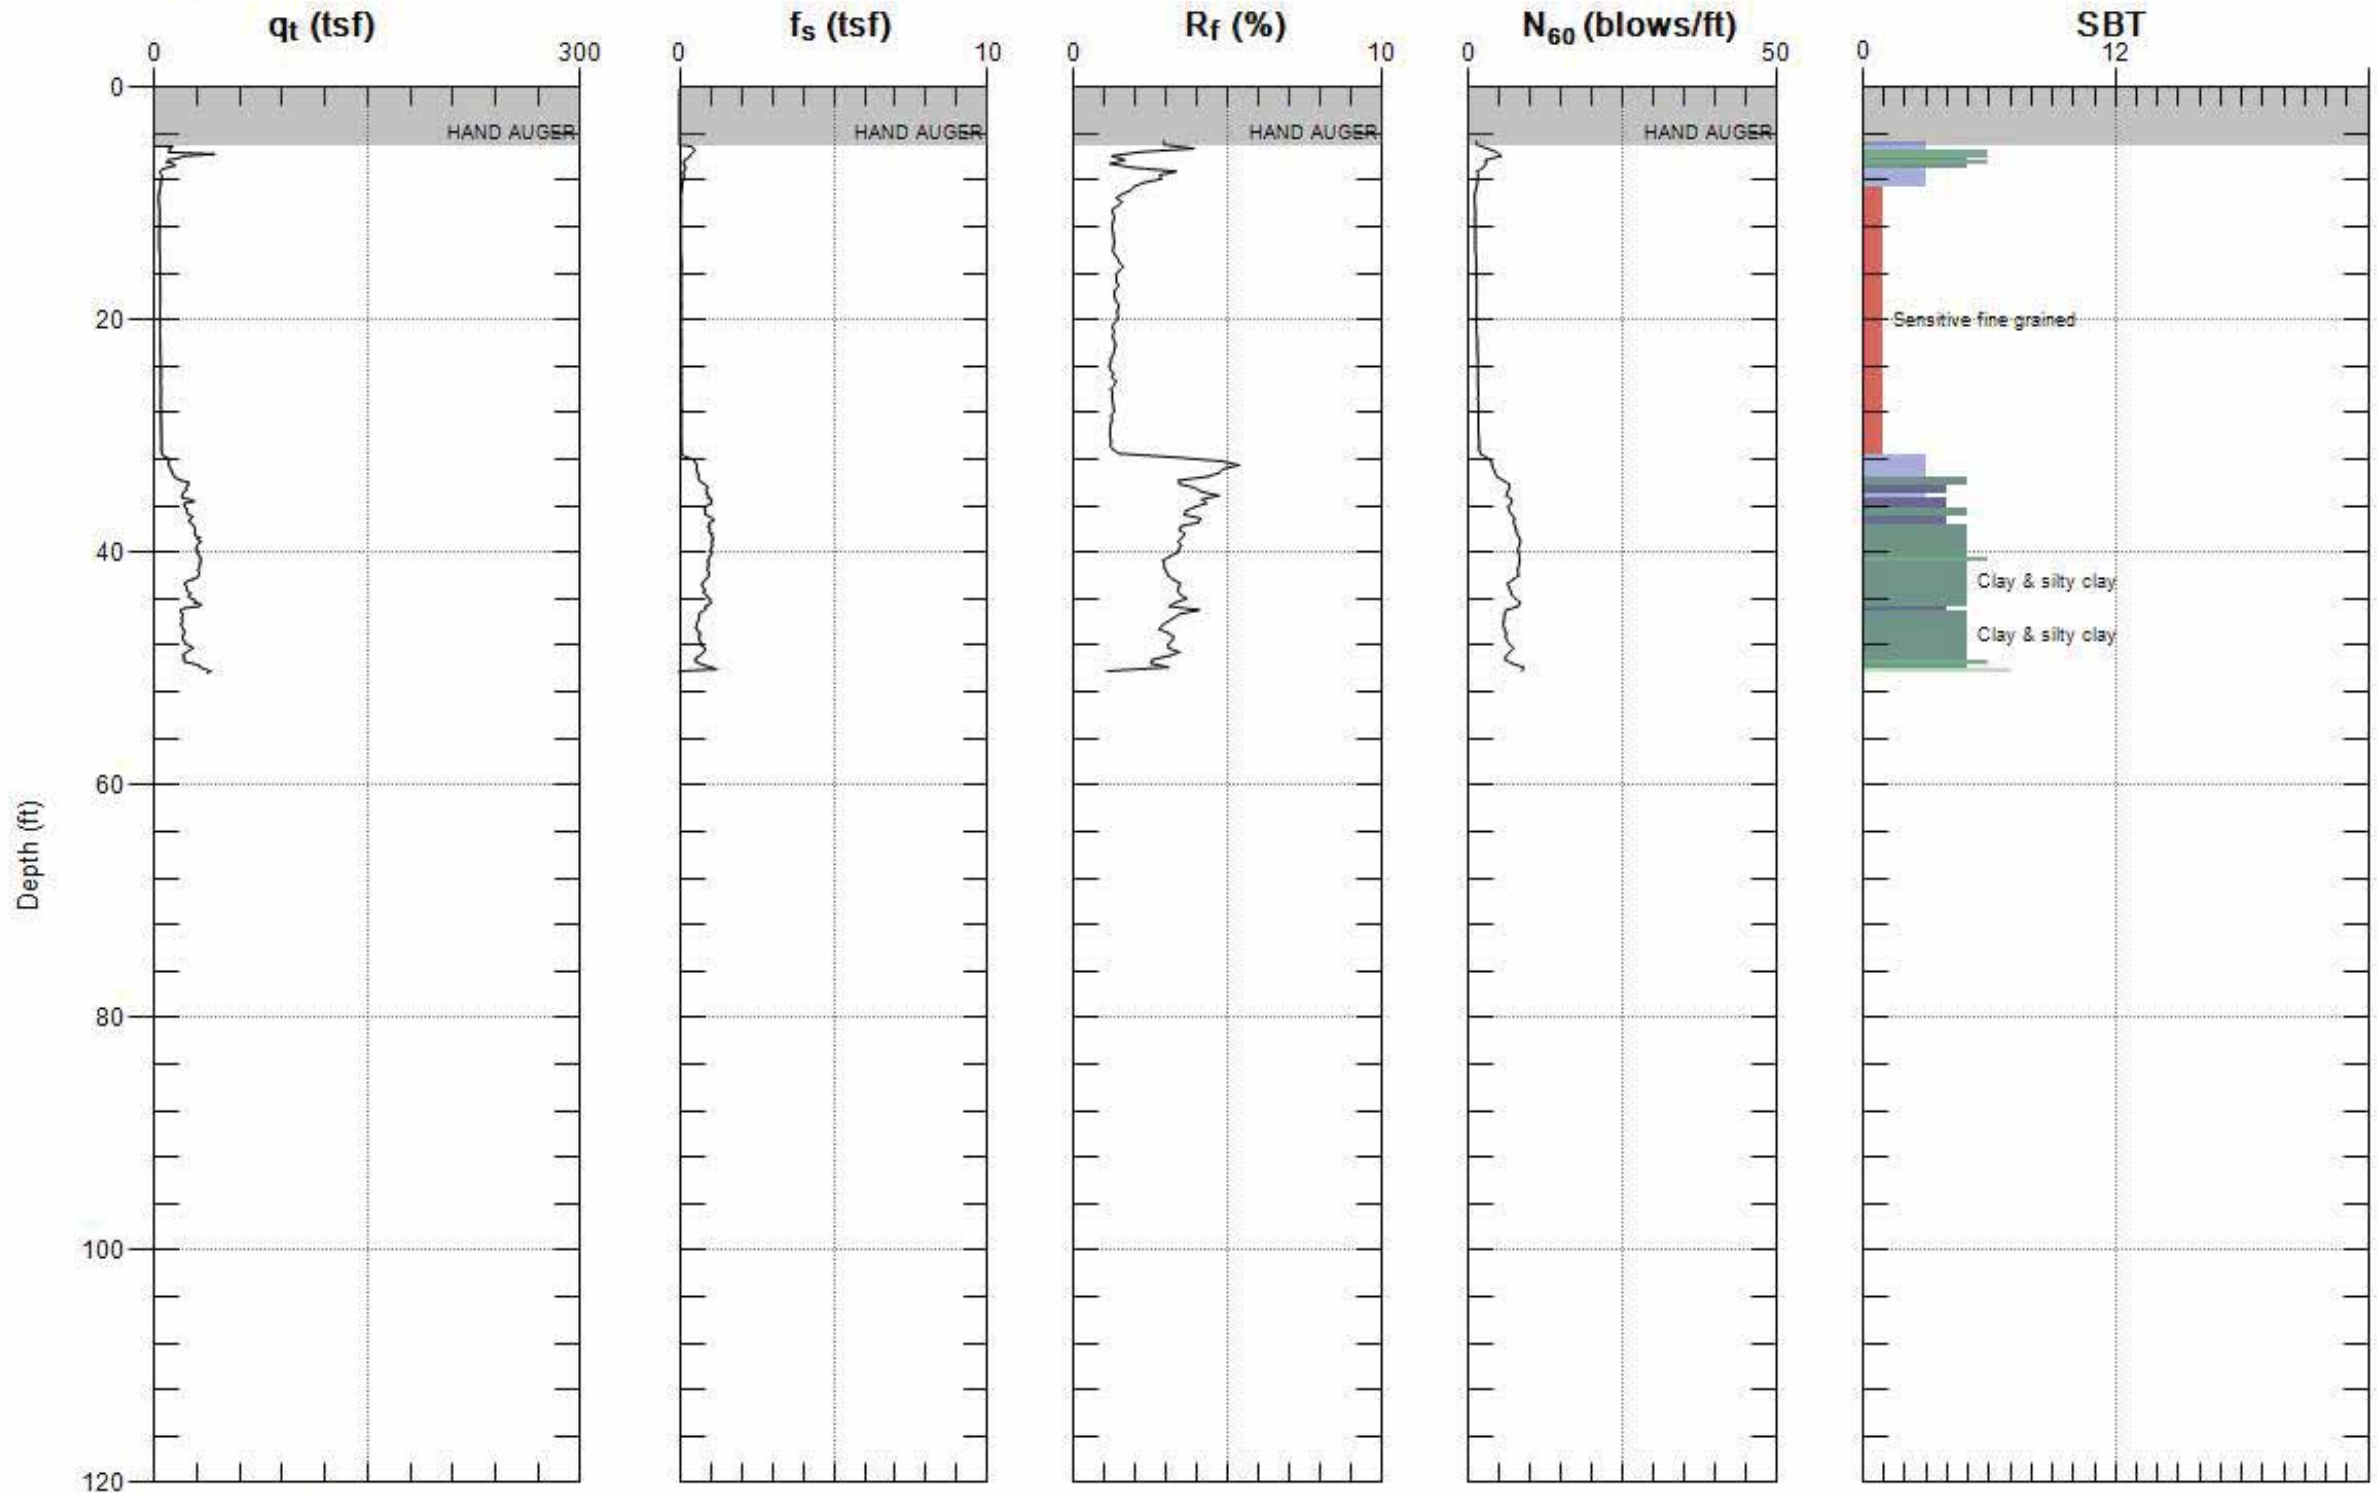 qt (tsf) fs (tsf) Rf (%) N60 (blows/ft) SBT
0 300 0 10 0 10 0 50 0 12
0
HAND AUGER HAND AUGER HAND AUGER HAND AUGER
20
Sensitive fine grained
40
Clay & silty clay
Clay & silty clay
60
Depth (ft)
80
100
120